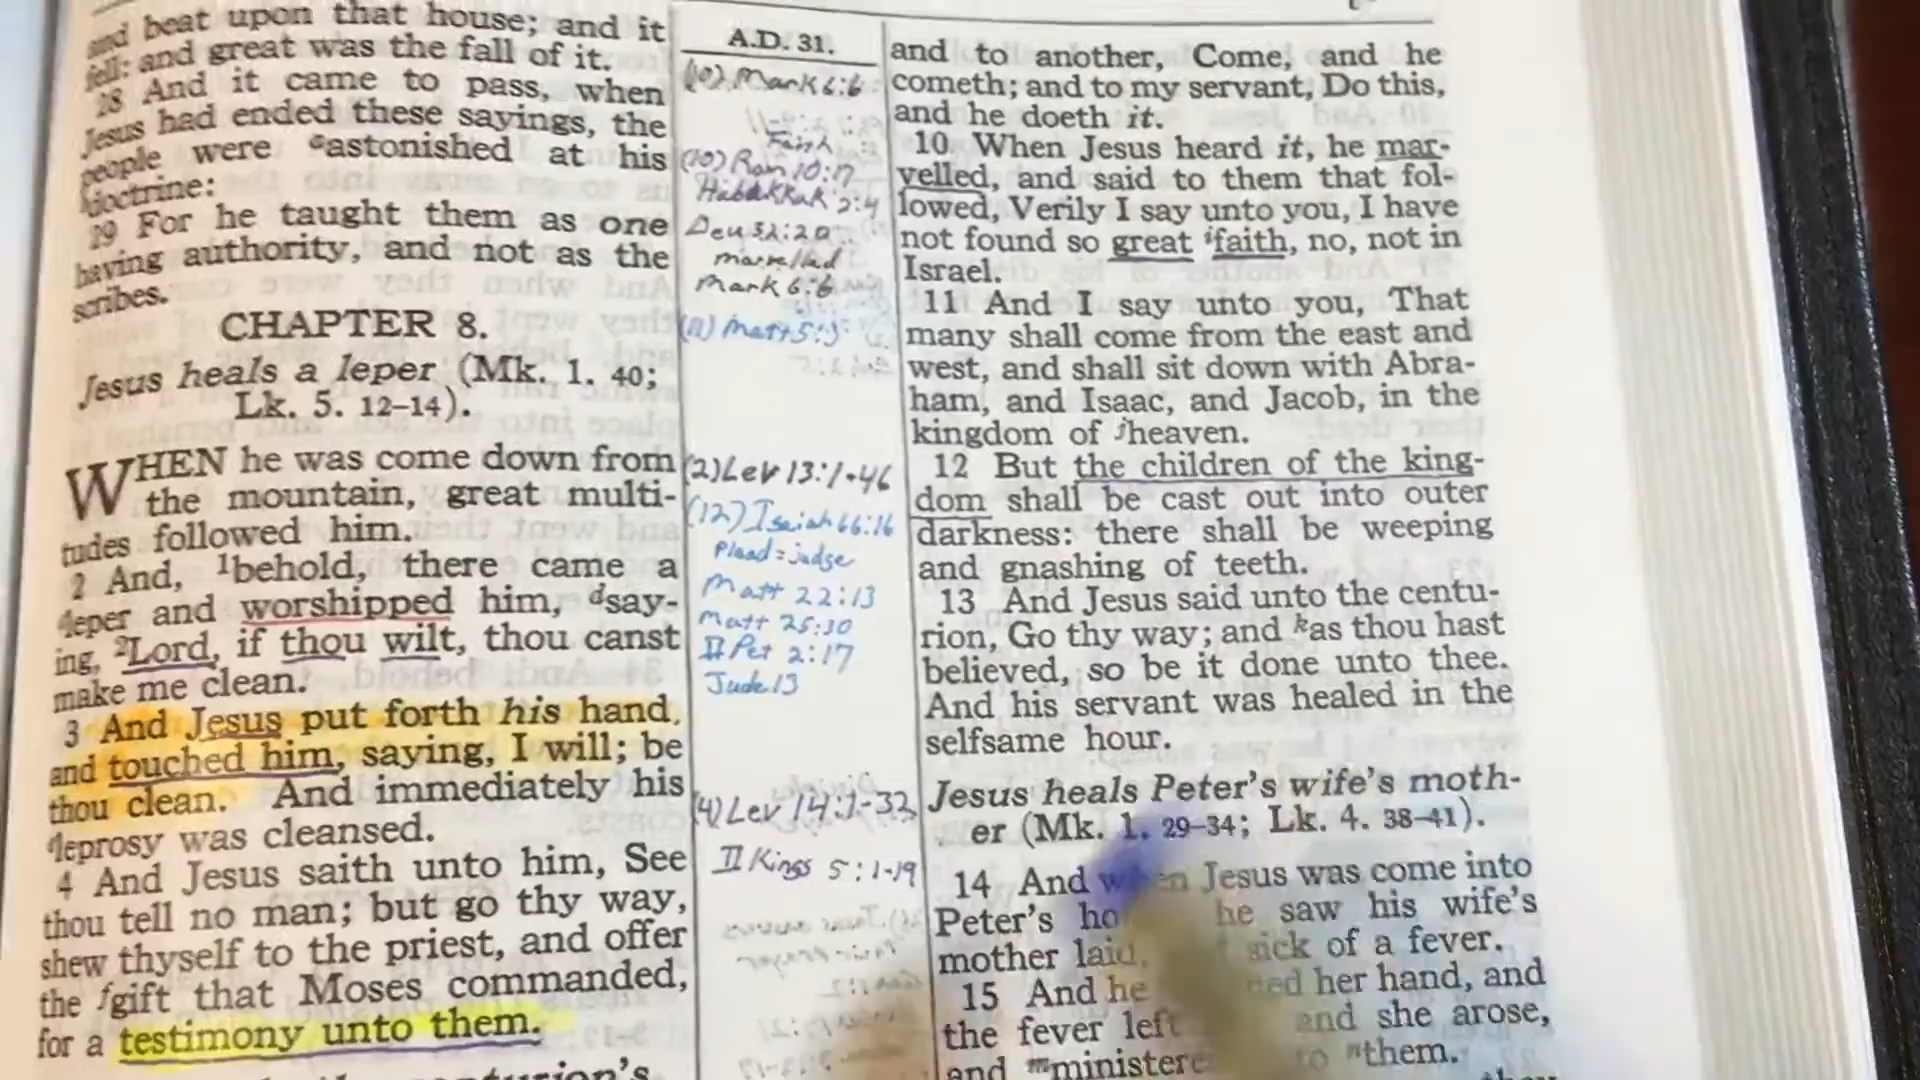 and beat upon that house; and it
fell: and great was the fall of it.
28 And it came to pass, when
Jesus had ended these sayings, the
people were astonished at his
doctrine:
29 For he taught them as one
having authority, and not as the
scribes.
CHAPTER 8.
Jesus heals a leper (Mk. 1. 40;
Lk. 5. 12–14).
WHEN he was come down from
the mountain, great multi-
tudes followed him.
2 And, 1behold, there came a
leper and worshipped him, dsay-
ing, 2Lord, if thou wilt, thou canst
make me clean.
3 And Jesus put forth his hand,
and touched him, saying, I will; be
thou clean. And immediately his
leprosy was cleansed.
4 And Jesus saith unto him, See
thou tell no man; but go thy way,
shew thyself to the priest, and offer
the fgift that Moses commanded,
for a testimony unto them.
A.D. 31.
(10) Mark 6:6
Faith
(10) Rom 10:17
Habakkak 2:4
Deu 32:20
marvelled
Mark 6:6
(11) Matt 5:3
(2) Lev 13:1-46
(12) Isaiah 66:16
Plead = judge
Matt 22:13
Matt 25:30
II Pet 2:17
Jude 13
(4) Lev 14:1-32
II Kings 5:1-19
and to another, Come, and he
cometh; and to my servant, Do this,
and he doeth it.
10 When Jesus heard it, he mar-
velled, and said to them that fol-
lowed, Verily I say unto you, I have
not found so great ifaith, no, not in
Israel.
11 And I say unto you, That
many shall come from the east and
west, and shall sit down with Abra-
ham, and Isaac, and Jacob, in the
kingdom of jheaven.
12 But the children of the king-
dom shall be cast out into outer
darkness: there shall be weeping
and gnashing of teeth.
13 And Jesus said unto the centu-
rion, Go thy way; and kas thou hast
believed, so be it done unto thee.
And his servant was healed in the
selfsame hour.
Jesus heals Peter's wife's moth-
er (Mk. 1. 29–34; Lk. 4. 38–41).
14 And when Jesus was come into
Peter's he saw his wife's
mother laid, sick of a fever.
15 And he her hand, and
the fever left and she arose,
and to nthem.